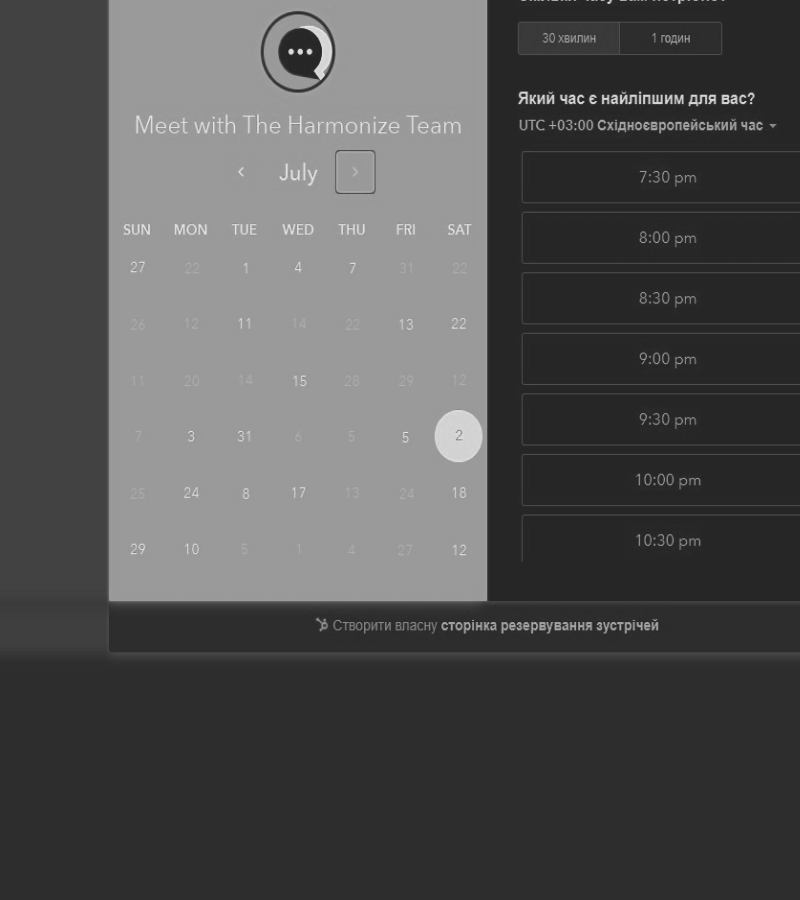 Meet with The Harmonize Team
July
SUN MON TUE WED THU FRI SAT
27 22 1 4 7 31 22
26 12 11 14 22 13 22
11 20 14 15 28 29 12
7 3 31 6 5 5 2
25 24 8 17 13 24 18
29 10 5 1 4 27 12
30 хвилин 1 годин
Який час є найліпшим для вас?
UTC +03:00 Східноєвропейський час
7:30 pm
8:00 pm
8:30 pm
9:00 pm
9:30 pm
10:00 pm
10:30 pm
Створити власну сторінка резервування зустрічей